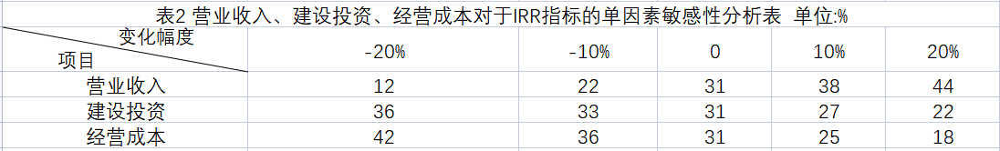 表2 营业收入、建设投资、经营成本对于IRR指标的单因素敏感性分析表 单位:%
变化幅度
项目
-20% -10% 0 10% 20%
营业收入 12 22 31 38 44
建设投资 36 33 31 27 22
经营成本 42 36 31 25 18